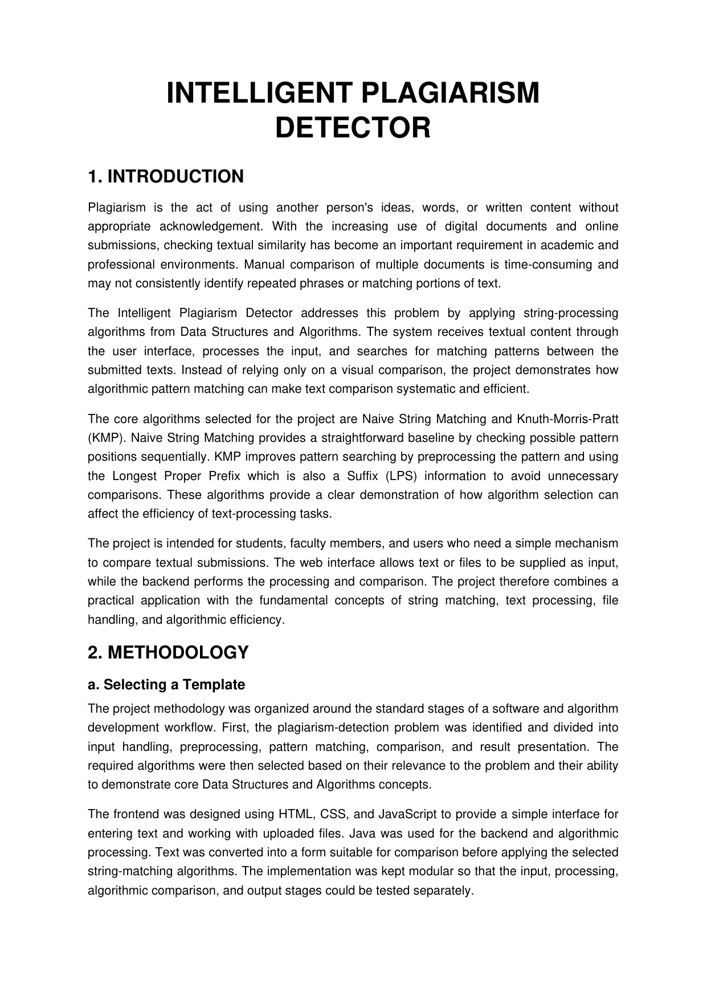 INTELLIGENT PLAGIARISM
DETECTOR
1. INTRODUCTION
Plagiarism is the act of using another person's ideas, words, or written content without
appropriate acknowledgement. With the increasing use of digital documents and online
submissions, checking textual similarity has become an important requirement in academic and
professional environments. Manual comparison of multiple documents is time-consuming and
may not consistently identify repeated phrases or matching portions of text.
The Intelligent Plagiarism Detector addresses this problem by applying string-processing
algorithms from Data Structures and Algorithms. The system receives textual content through
the user interface, processes the input, and searches for matching patterns between the
submitted texts. Instead of relying only on a visual comparison, the project demonstrates how
algorithmic pattern matching can make text comparison systematic and efficient.
The core algorithms selected for the project are Naive String Matching and Knuth-Morris-Pratt
(KMP). Naive String Matching provides a straightforward baseline by checking possible pattern
positions sequentially. KMP improves pattern searching by preprocessing the pattern and using
the Longest Proper Prefix which is also a Suffix (LPS) information to avoid unnecessary
comparisons. These algorithms provide a clear demonstration of how algorithm selection can
affect the efficiency of text-processing tasks.
The project is intended for students, faculty members, and users who need a simple mechanism
to compare textual submissions. The web interface allows text or files to be supplied as input,
while the backend performs the processing and comparison. The project therefore combines a
practical application with the fundamental concepts of string matching, text processing, file
handling, and algorithmic efficiency.
2. METHODOLOGY
a. Selecting a Template
The project methodology was organized around the standard stages of a software and algorithm
development workflow. First, the plagiarism-detection problem was identified and divided into
input handling, preprocessing, pattern matching, comparison, and result presentation. The
required algorithms were then selected based on their relevance to the problem and their ability
to demonstrate core Data Structures and Algorithms concepts.
The frontend was designed using HTML, CSS, and JavaScript to provide a simple interface for
entering text and working with uploaded files. Java was used for the backend and algorithmic
processing. Text was converted into a form suitable for comparison before applying the selected
string-matching algorithms. The implementation was kept modular so that the input, processing,
algorithmic comparison, and output stages could be tested separately.